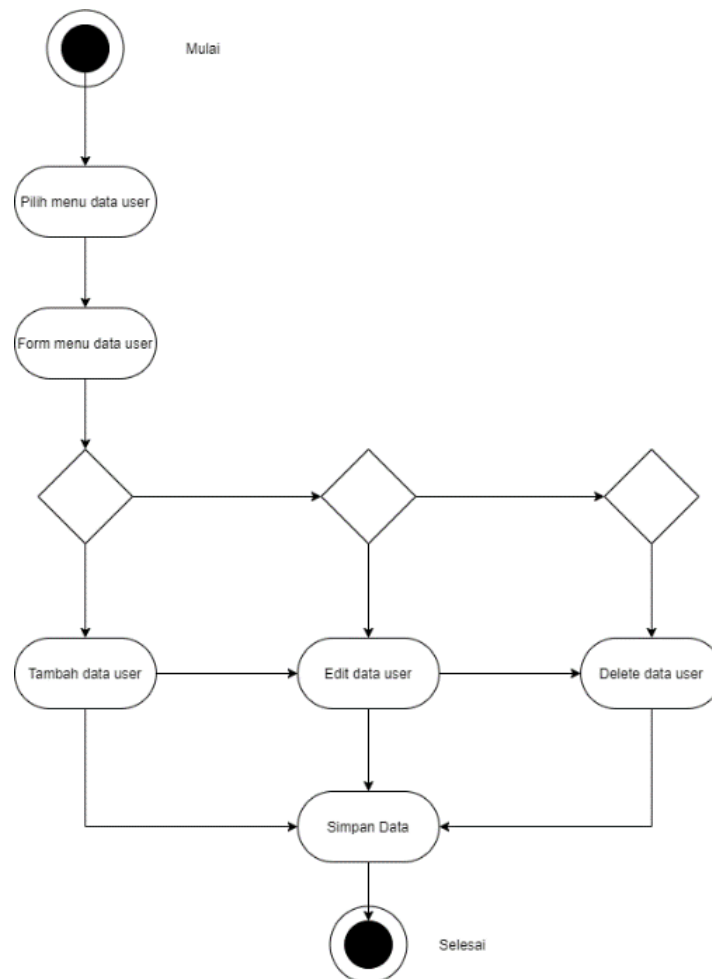 Mulai
Pilih menu data user
Form menu data user
Tambah data user
Edit data user
Delete data user
Simpan Data
Selesai